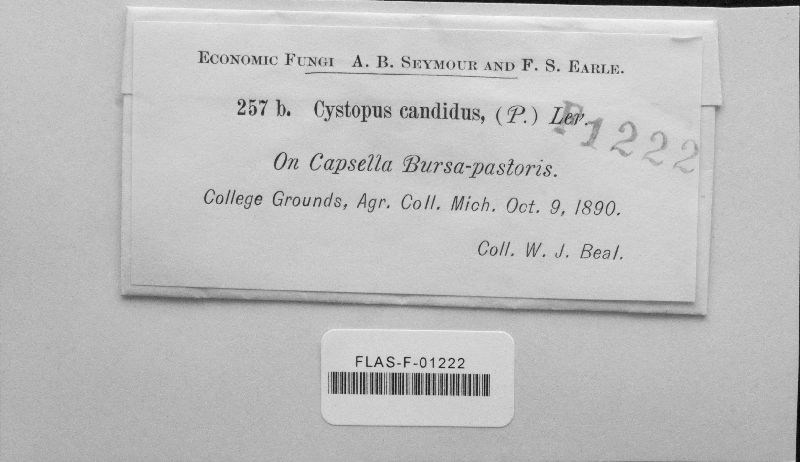 Economic Fungi A. B. Seymour and F. S. Earle.
257 b. Cystopus candidus, (P.) Lev.
F1222
On Capsella Bursa-pastoris.
College Grounds, Agr. Coll. Mich. Oct. 9, 1890.
Coll. W. J. Beal.
FLAS-F-01222